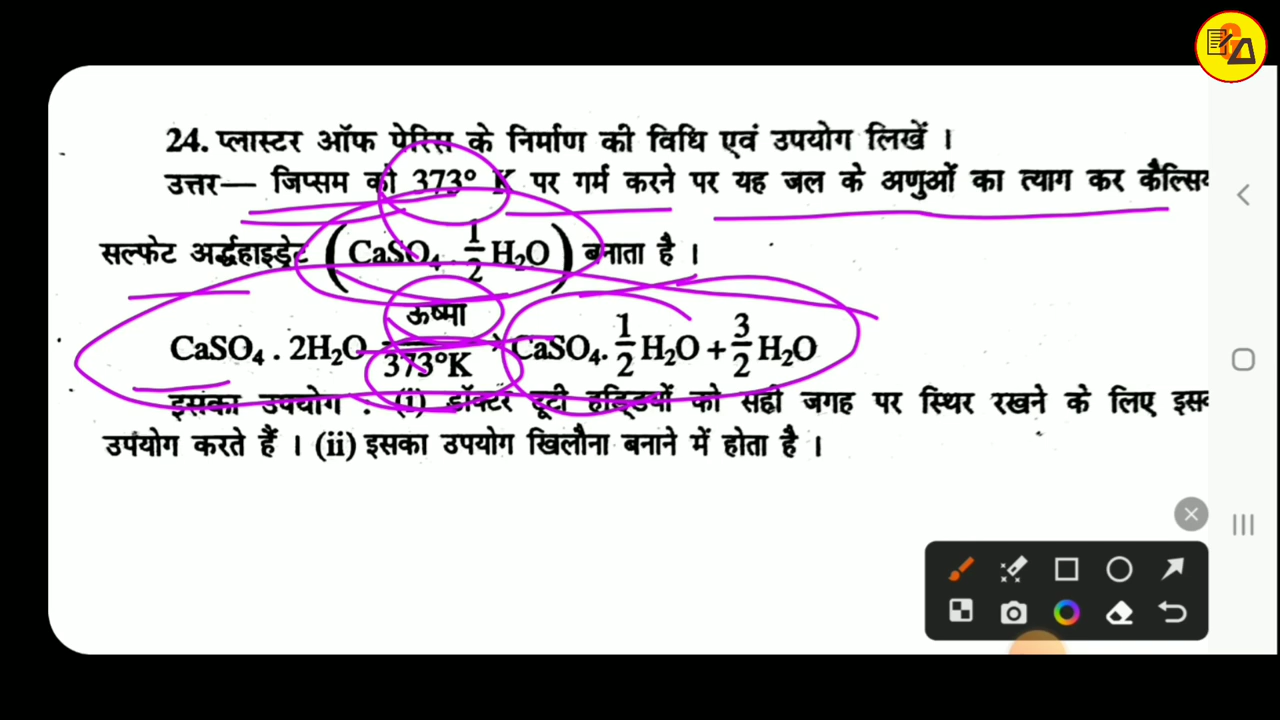 24. प्लास्टर ऑफ पेरिस के निर्माण की विधि एवं उपयोग लिखें ।
उत्तर— जिप्सम को 373° K पर गर्म करने पर यह जल के अणुओं का त्याग कर
सल्फेट अर्द्धहाइड्रेट (CaSO₄ . 1/2 H₂O) बनाता है ।
CaSO₄ . 2H₂O ऊष्मा/373°K → CaSO₄. 1/2 H₂O + 3/2 H₂O
इसका उपयोग : (i) डॉक्टर टूटी हड्डियों को सही जगह पर स्थिर रखने के लिए
उपयोग करते हैं । (ii) इसका उपयोग खिलौना बनाने में होता है ।